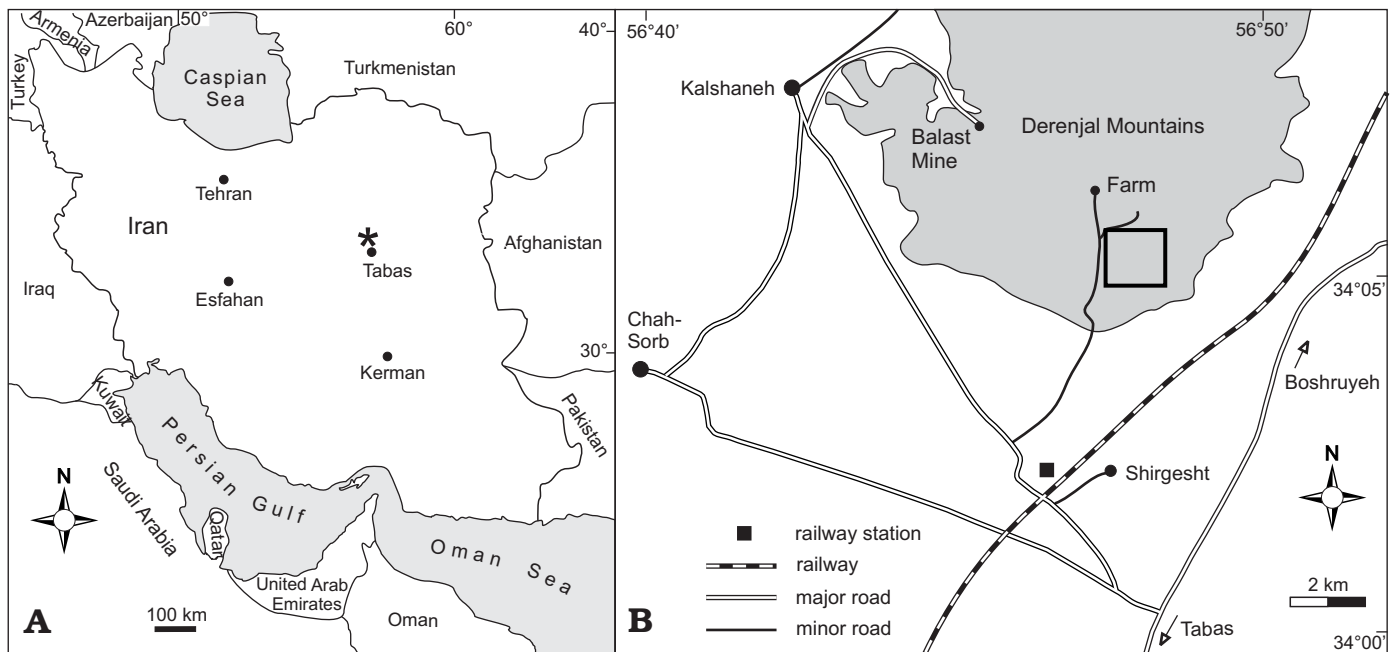 Armenia
Azerbaijan
50°
60°
40°
Turkey
Caspian
Sea
Turkmenistan
Tehran
Iran
*
Tabas
Afghanistan
Iraq
Esfahan
30°
Kerman
Kuwait
Pakistan
Persian Gulf
Saudi Arabia
N
Qatar
Oman Sea
United Arab
Emirates
Oman
A
100 km
56°40'
56°50'
Kalshaneh
Balast
Mine
Derenjal Mountains
Farm
34°05'
Chah-
Sorb
Boshruyeh
N
Shirgesht
railway station
railway
major road
minor road
2 km
B
Tabas
34°00'